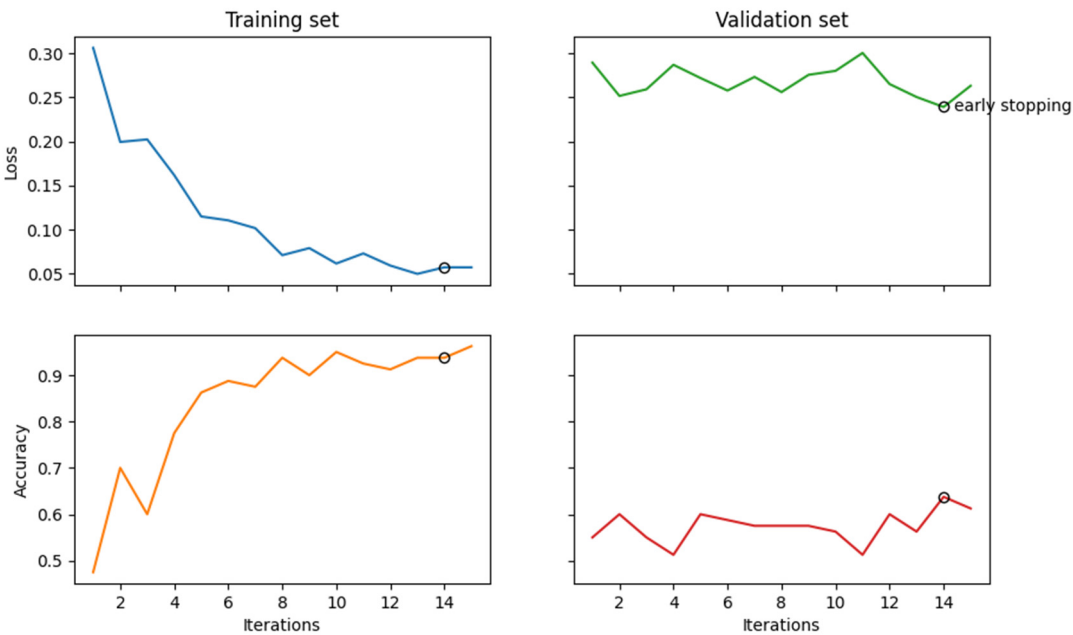 Training set
Validation set
Loss
0.30
0.25
0.20
0.15
0.10
0.05
early stopping
Accuracy
0.9
0.8
0.7
0.6
0.5
2 4 6 8 10 12 14
2 4 6 8 10 12 14
Iterations
Iterations